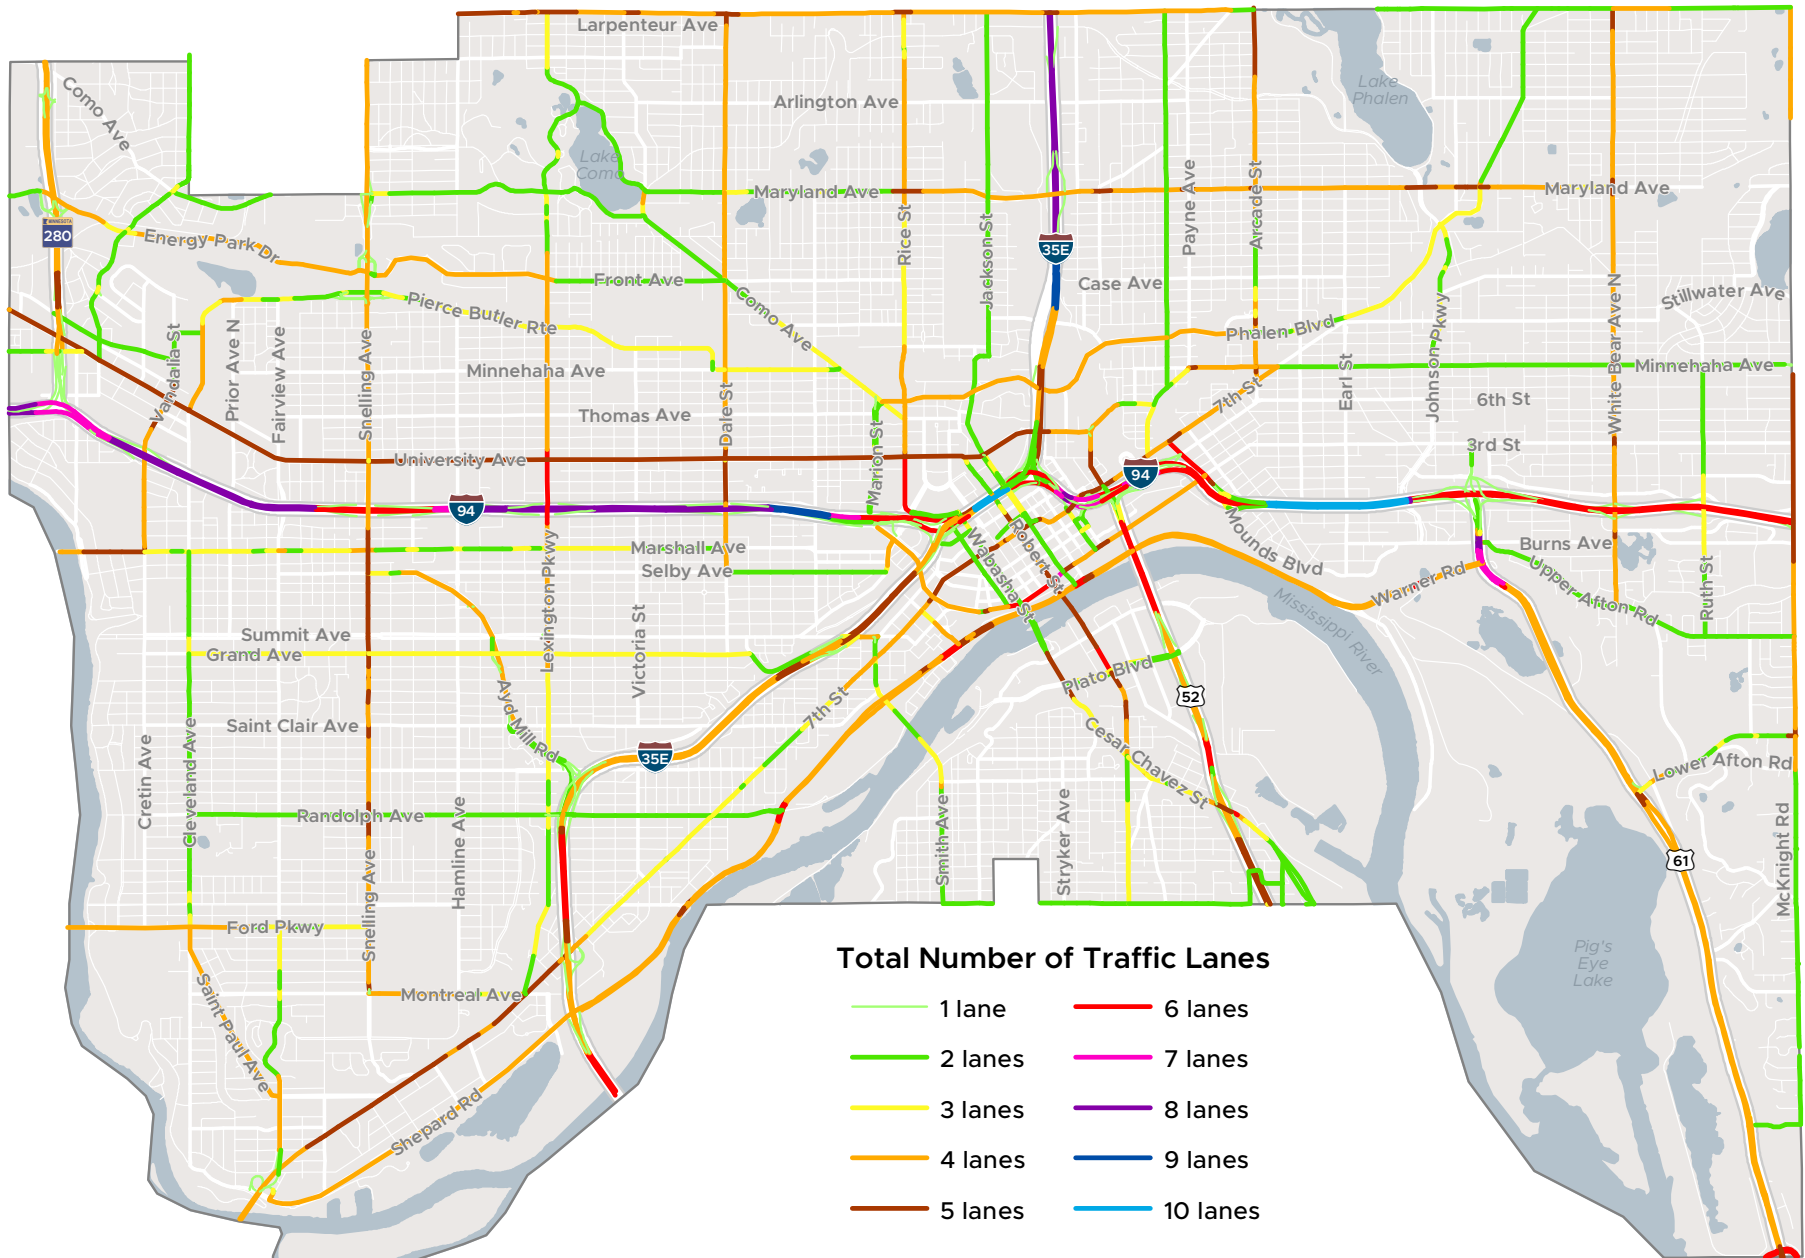 Larpenteur Ave
Como Ave
Arlington Ave
Lake
Phalen
Lake
Como
Maryland Ave
Maryland Ave
MINNESOTA
280
Energy Park Dr
Rice St
Jackson St
35E
Payne Ave
Arcade St
Front Ave
Case Ave
Pierce Butler Rte
Como Ave
Phalen Blvd
Stillwater Ave
Vandalia St
Prior Ave N
Fairview Ave
Snelling Ave
Minnehaha Ave
Minnehaha Ave
Dale St
Thomas Ave
7th St
Earl St
Johnson Pkwy
6th St
White Bear Ave N
3rd St
University Ave
Marion St
94
94
Marshall Ave
Selby Ave
Lexington Pkwy
Wabasha St
Robert St
Mounds Blvd
Burns Ave
Warner Rd
Upper Afton Rd
Ruth St
Mississippi River
Summit Ave
Grand Ave
Victoria St
Plato Blvd
52
Saint Clair Ave
Ayd Mill Rd
7th St
35E
Cesar Chavez St
Lower Afton Rd
Cretin Ave
Cleveland Ave
Randolph Ave
Hamline Ave
Smith Ave
Stryker Ave
61
McKnight Rd
Snelling Ave
Ford Pkwy
Montreal Ave
Saint Paul Ave
Shepard Rd
Pig's
Eye
Lake
Total Number of Traffic Lanes
1 lane
2 lanes
3 lanes
4 lanes
5 lanes
6 lanes
7 lanes
8 lanes
9 lanes
10 lanes